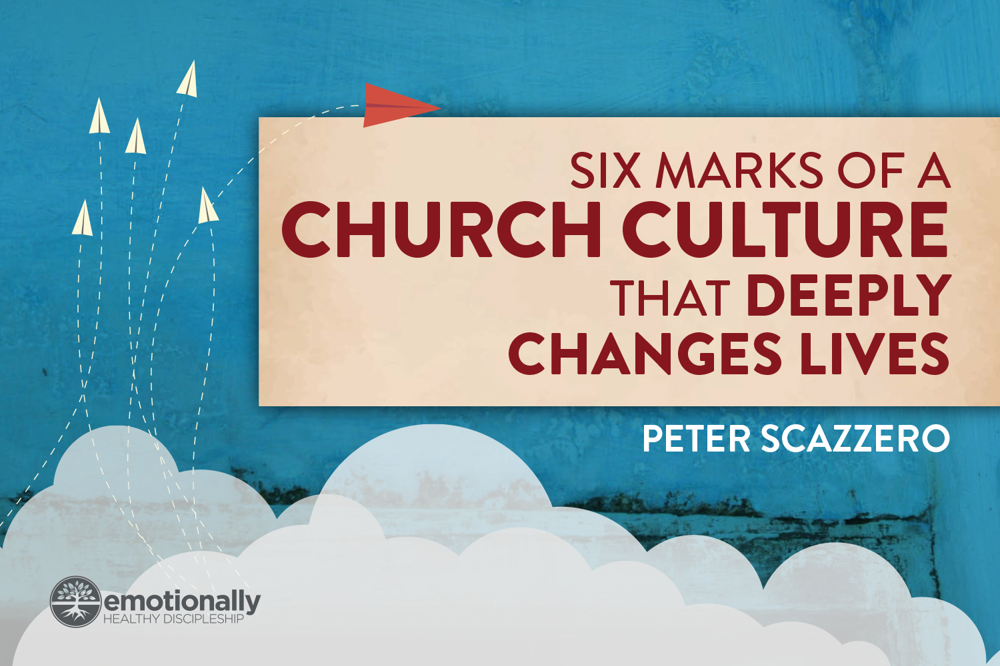 SIX MARKS OF A
CHURCH CULTURE
THAT DEEPLY
CHANGES LIVES
PETER SCAZZERO
emotionally
HEALTHY DISCIPLESHIP